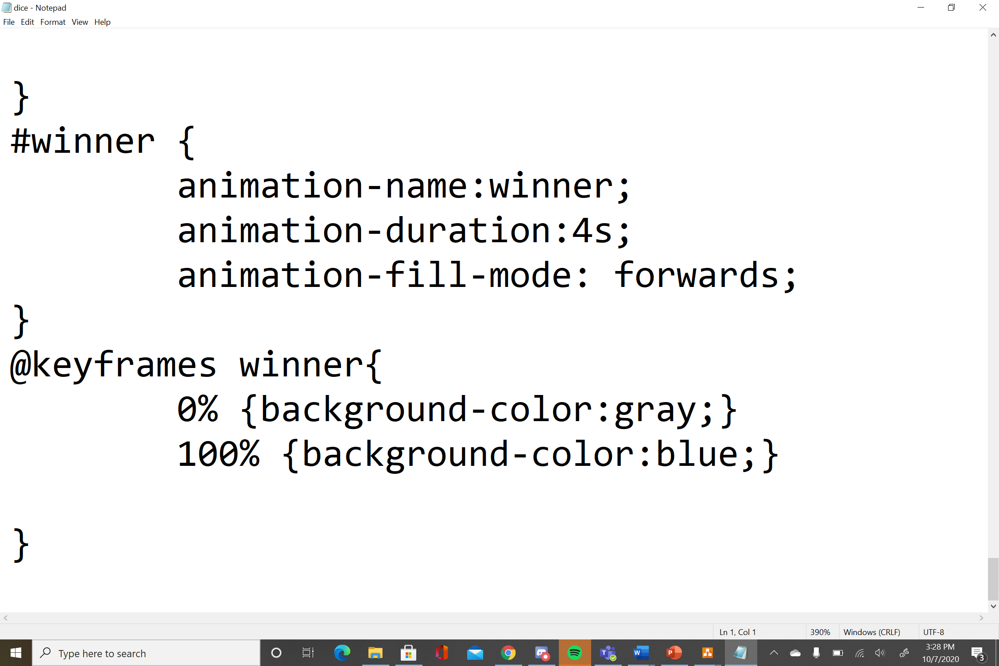 dice - Notepad
File Edit Format View Help
}
#winner {
animation-name:winner;
animation-duration:4s;
animation-fill-mode: forwards;
}
@keyframes winner{
0% {background-color:gray;}
100% {background-color:blue;}
}
Ln 1, Col 1 390% Windows (CRLF) UTF-8
Type here to search
3:28 PM
10/7/2020
3